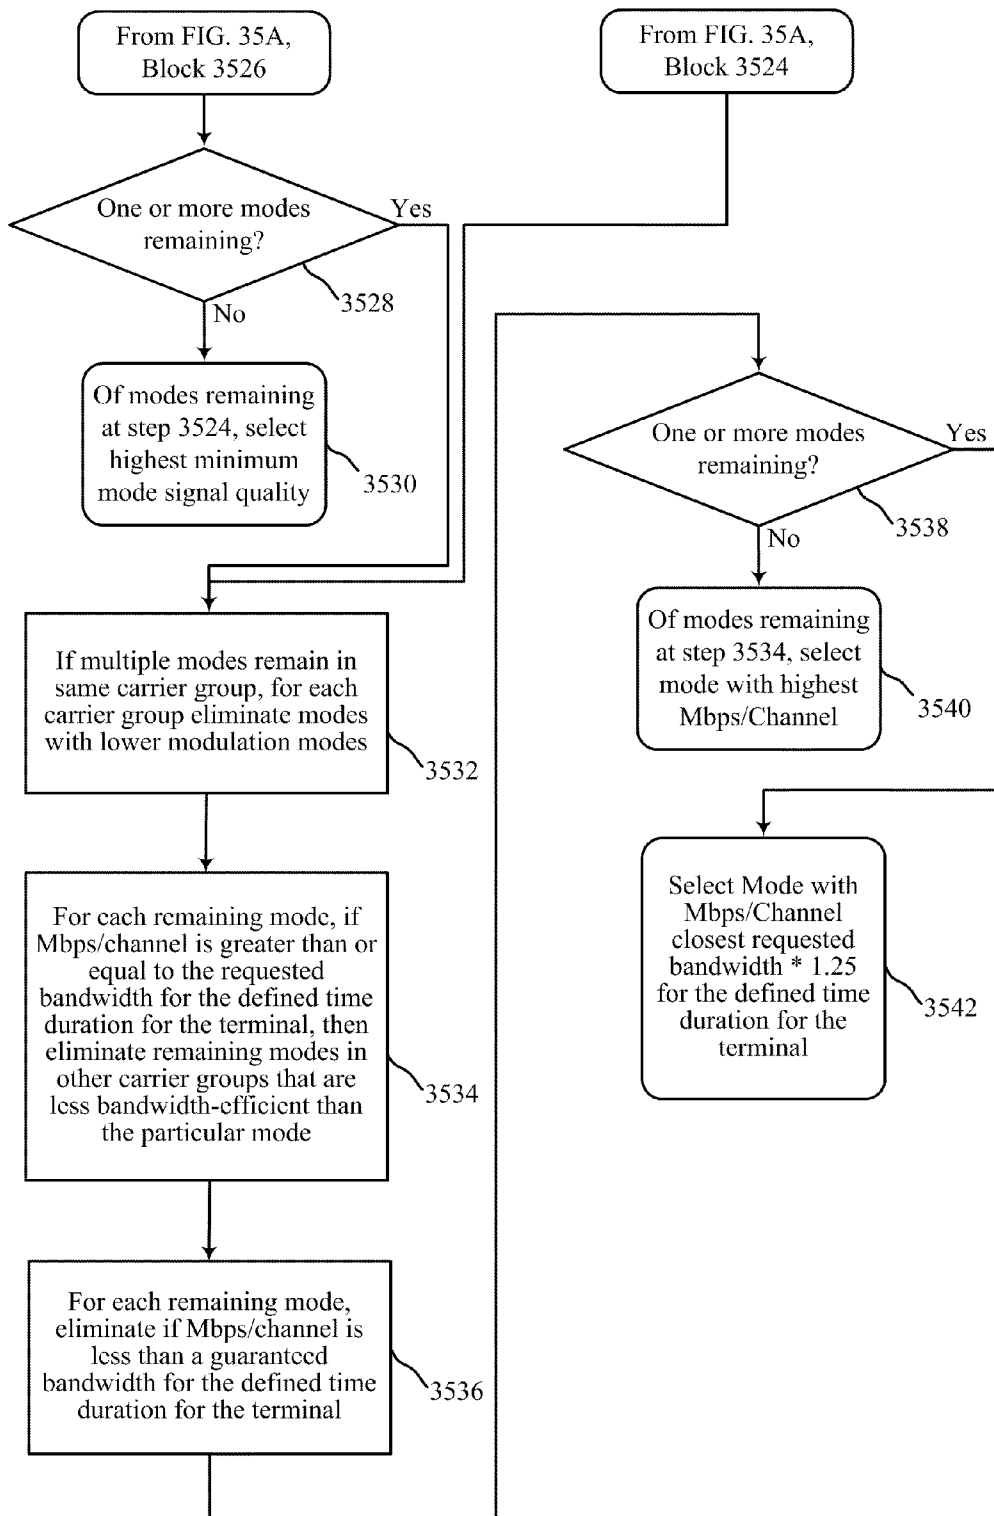 From FIG. 35A,
Block 3526
From FIG. 35A,
Block 3524
One or more modes
remaining?
Yes
3528
No
Of modes remaining
at step 3524, select
highest minimum
mode signal quality
3530
If multiple modes remain in
same carrier group, for each
carrier group eliminate modes
with lower modulation modes
3532
For each remaining mode, if
Mbps/channel is greater than or
equal to the requested
bandwidth for the defined time
duration for the terminal, then
eliminate remaining modes in
other carrier groups that are
less bandwidth-efficient than
the particular mode
3534
For each remaining mode,
eliminate if Mbps/channel is
less than a guaranteed
bandwidth for the defined time
duration for the terminal
3536
One or more modes
remaining?
Yes
3538
No
Of modes remaining
at step 3534, select
mode with highest
Mbps/Channel
3540
Select Mode with
Mbps/Channel
closest requested
bandwidth * 1.25
for the defined time
duration for the
terminal
3542